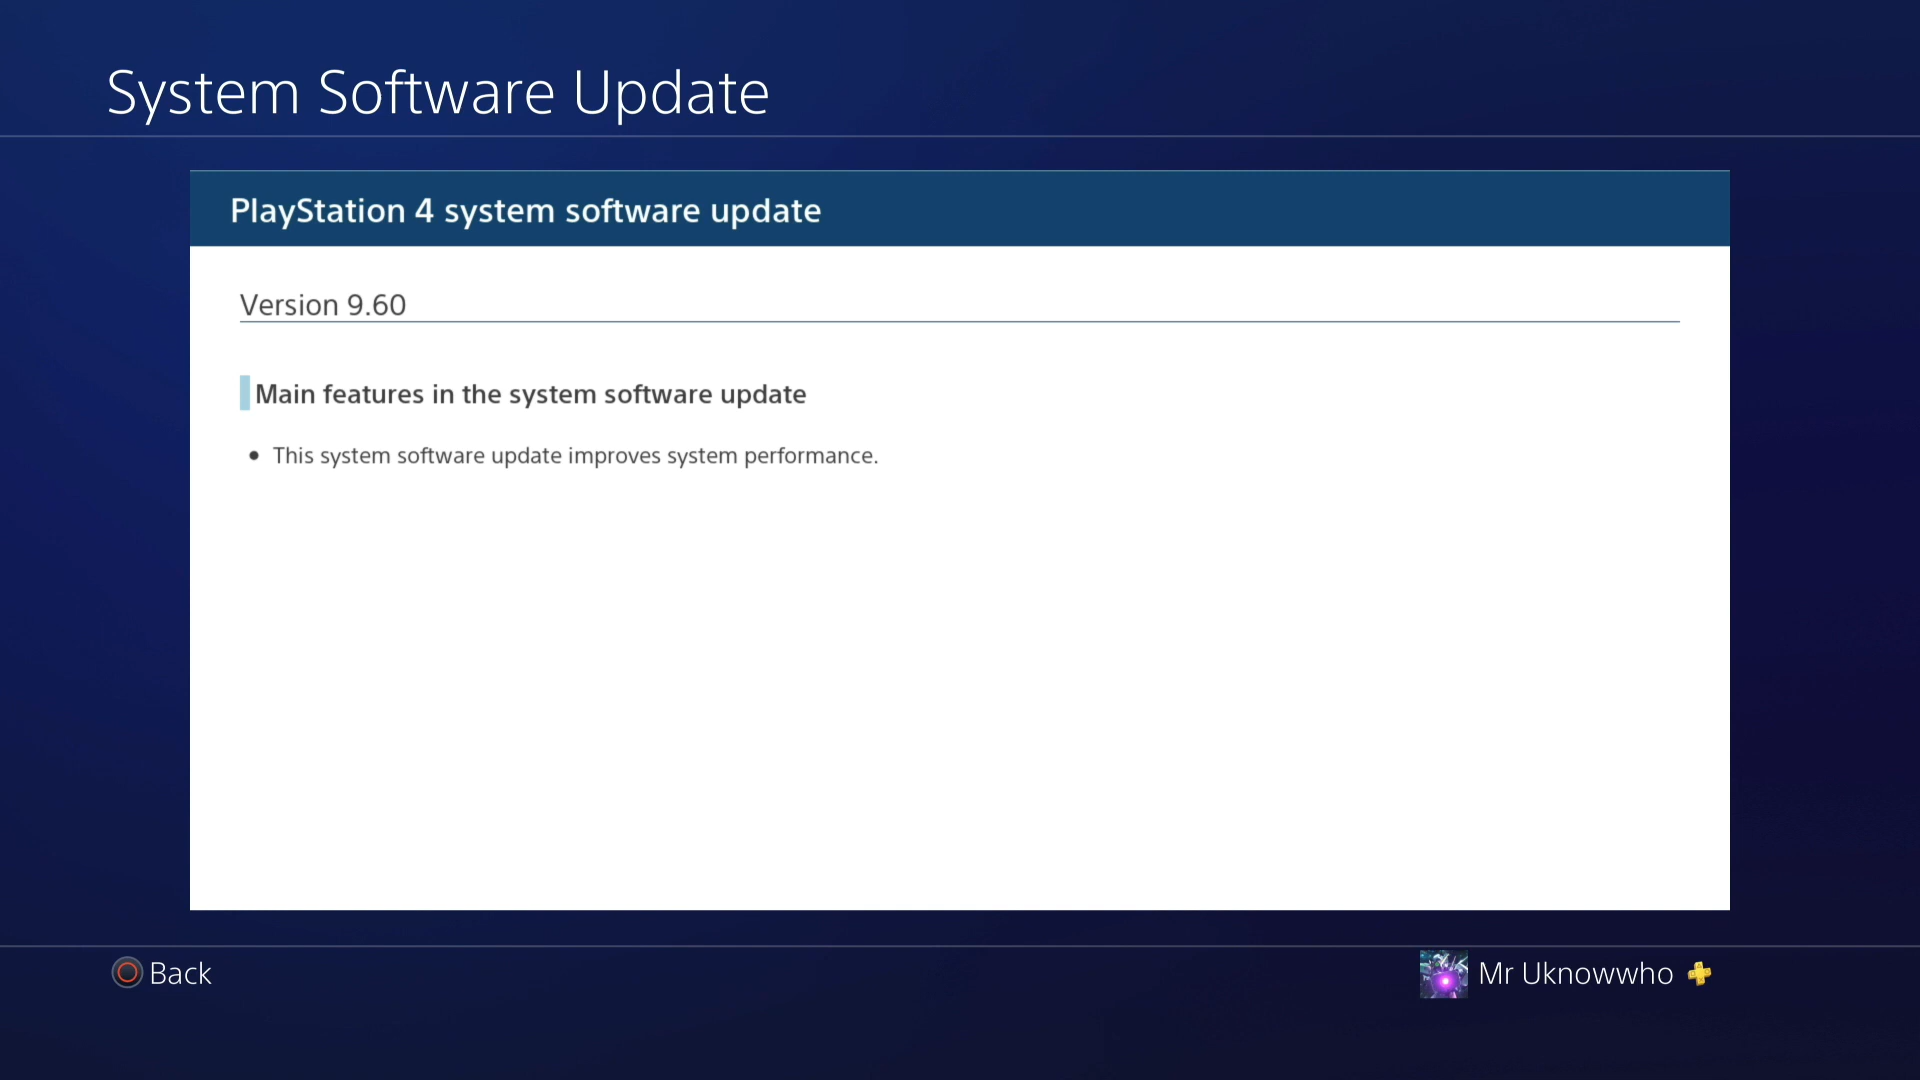 System Software Update
PlayStation 4 system software update
Version 9.60
Main features in the system software update
• This system software update improves system performance.
Back
Mr Uknowwho